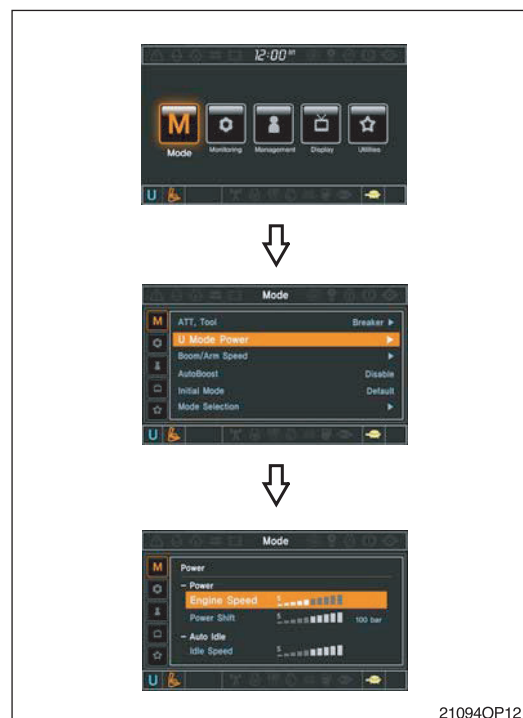 12:00
M
Mode
Monitoring
Management
Display
Utilities
U
Mode
M
ATT, Tool
Breaker ▶
U Mode Power ▶
Boom/Arm Speed ▶
AutoBoost
Disable
Initial Mode
Default
Mode Selection ▶
U
Mode
M
Power
– Power
Engine Speed
5
Power Shift
5
100 bar
– Auto Idle
Idle Speed
5
U
21094OP12